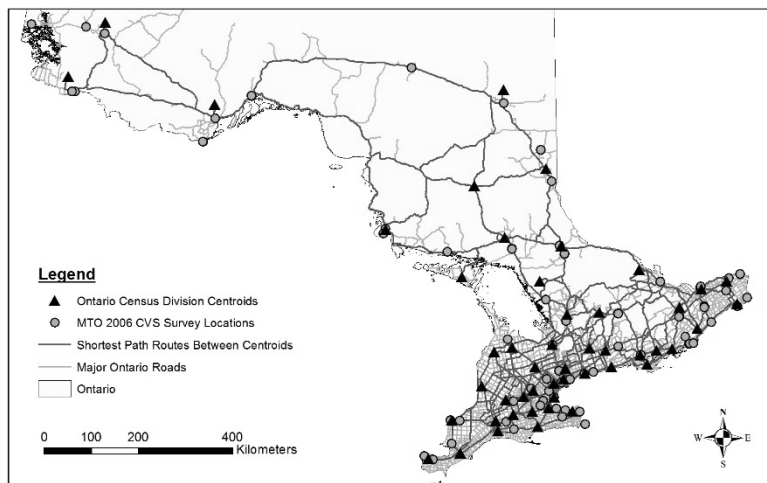 Legend
Ontario Census Division Centroids
MTO 2006 CVS Survey Locations
Shortest Path Routes Between Centroids
Major Ontario Roads
Ontario
0 100 200 400
Kilometers
N
W E
S